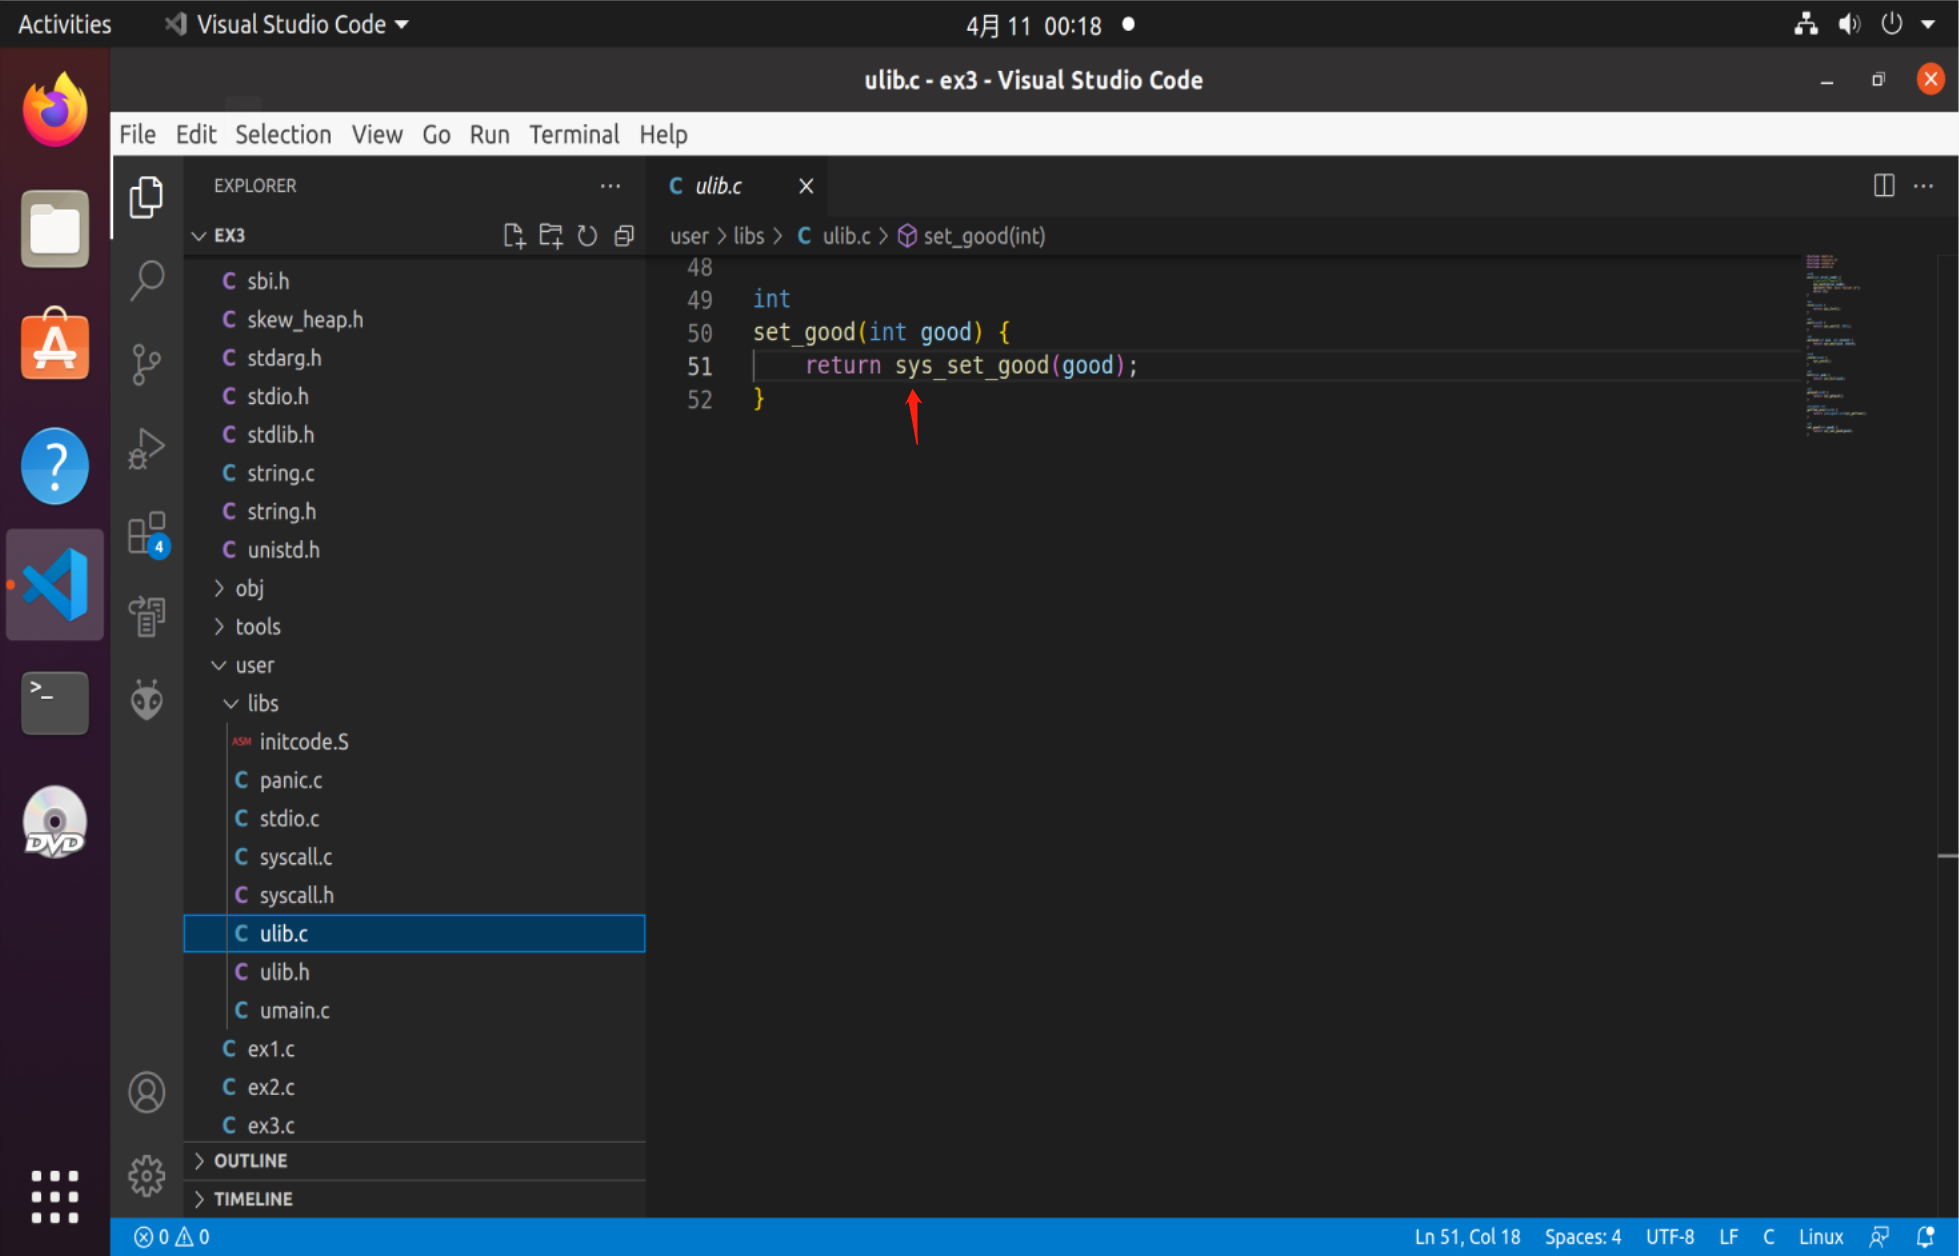 Activities Visual Studio Code 4月 11 00:18
ulib.c - ex3 - Visual Studio Code
File Edit Selection View Go Run Terminal Help
EXPLORER
EX3
sbi.h
skew_heap.h
stdarg.h
stdio.h
stdlib.h
string.c
string.h
unistd.h
obj
tools
user
libs
ASM initcode.S
C panic.c
C stdio.c
C syscall.c
C syscall.h
C ulib.c
C ulib.h
C umain.c
C ex1.c
C ex2.c
C ex3.c
OUTLINE
TIMELINE
4
>_
DVD
C ulib.c
user > libs > C ulib.c > set_good(int)
48
49 int
50 set_good(int good) {
51 return sys_set_good(good);
52 }
0 0 Ln 51, Col 18 Spaces: 4 UTF-8 LF C Linux